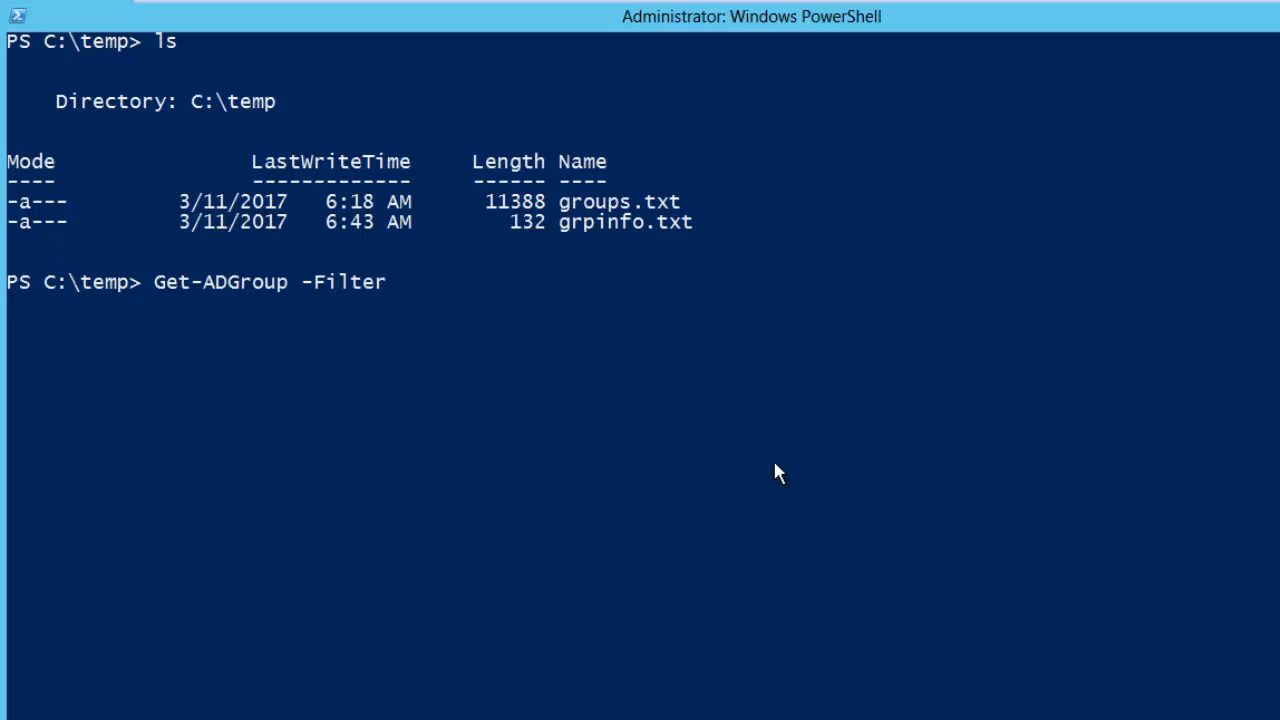 Administrator: Windows PowerShell
PS C:\temp> ls
Directory: C:\temp
Mode LastWriteTime Length Name
---- ------------- ------ ----
-a--- 3/11/2017 6:18 AM 11388 groups.txt
-a--- 3/11/2017 6:43 AM 132 grpinfo.txt
PS C:\temp> Get-ADGroup -Filter